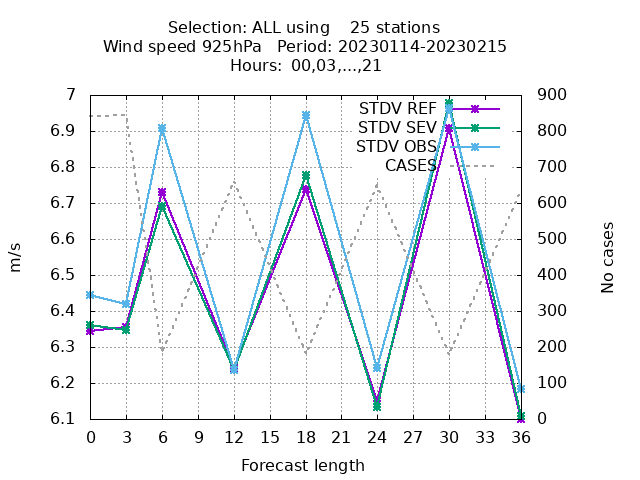 Selection: ALL using    25 stations
Wind speed 925hPa   Period: 20230114-20230215
Hours:  00,03,...,21
7
6.9
6.8
6.7
6.6
6.5
6.4
6.3
6.2
6.1
m/s
STDV REF
STDV SEV
STDV OBS
CASES
900
800
700
600
500
400
300
200
100
0
No cases
0 3 6 9 12 15 18 21 24 27 30 33 36
Forecast length